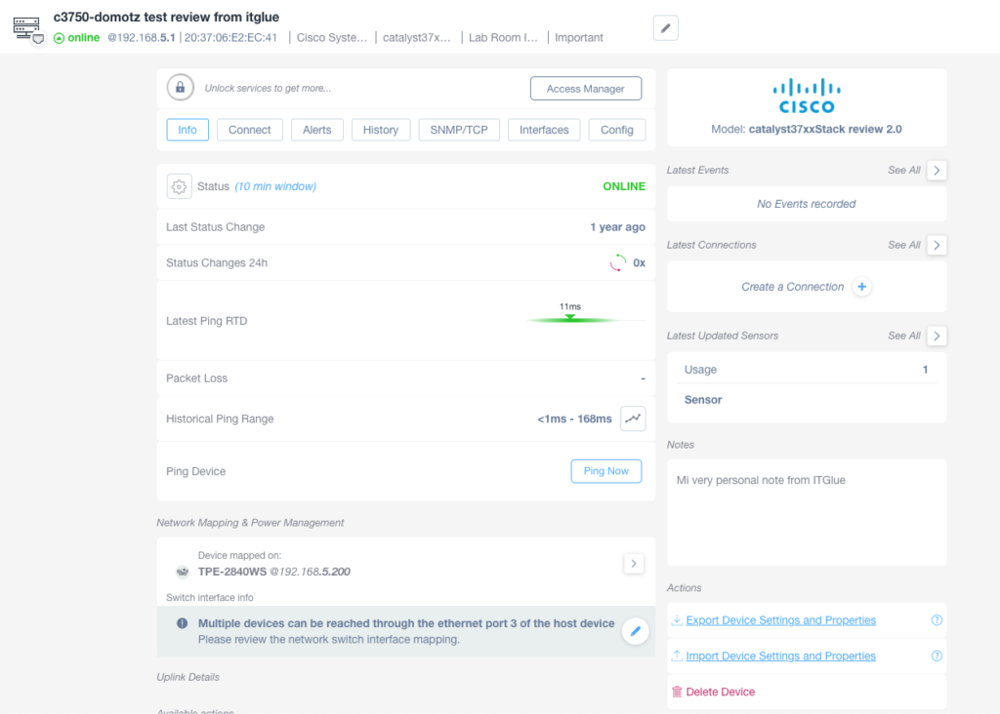 c3750-domotz test review from itglue
online @192.168.5.1 | 20:37:06:E2:EC:41 | Cisco Syste... | catalyst37x... | Lab Room I... | Important
Unlock services to get more...
Access Manager
Info Connect Alerts History SNMP/TCP Interfaces Config
Status (10 min window) ONLINE
Last Status Change 1 year ago
Status Changes 24h 0x
Latest Ping RTD 11ms
Packet Loss -
Historical Ping Range <1ms - 168ms
Ping Device Ping Now
Network Mapping & Power Management
Device mapped on:
TPE-2840WS @192.168.5.200
Switch interface info
Multiple devices can be reached through the ethernet port 3 of the host device
Please review the network switch interface mapping.
Uplink Details
Available actions
CISCO
Model: catalyst37xxStack review 2.0
Latest Events See All
No Events recorded
Latest Connections See All
Create a Connection +
Latest Updated Sensors See All
Usage 1
Sensor
Notes
Mi very personal note from ITGlue
Actions
Export Device Settings and Properties ?
Import Device Settings and Properties ?
Delete Device